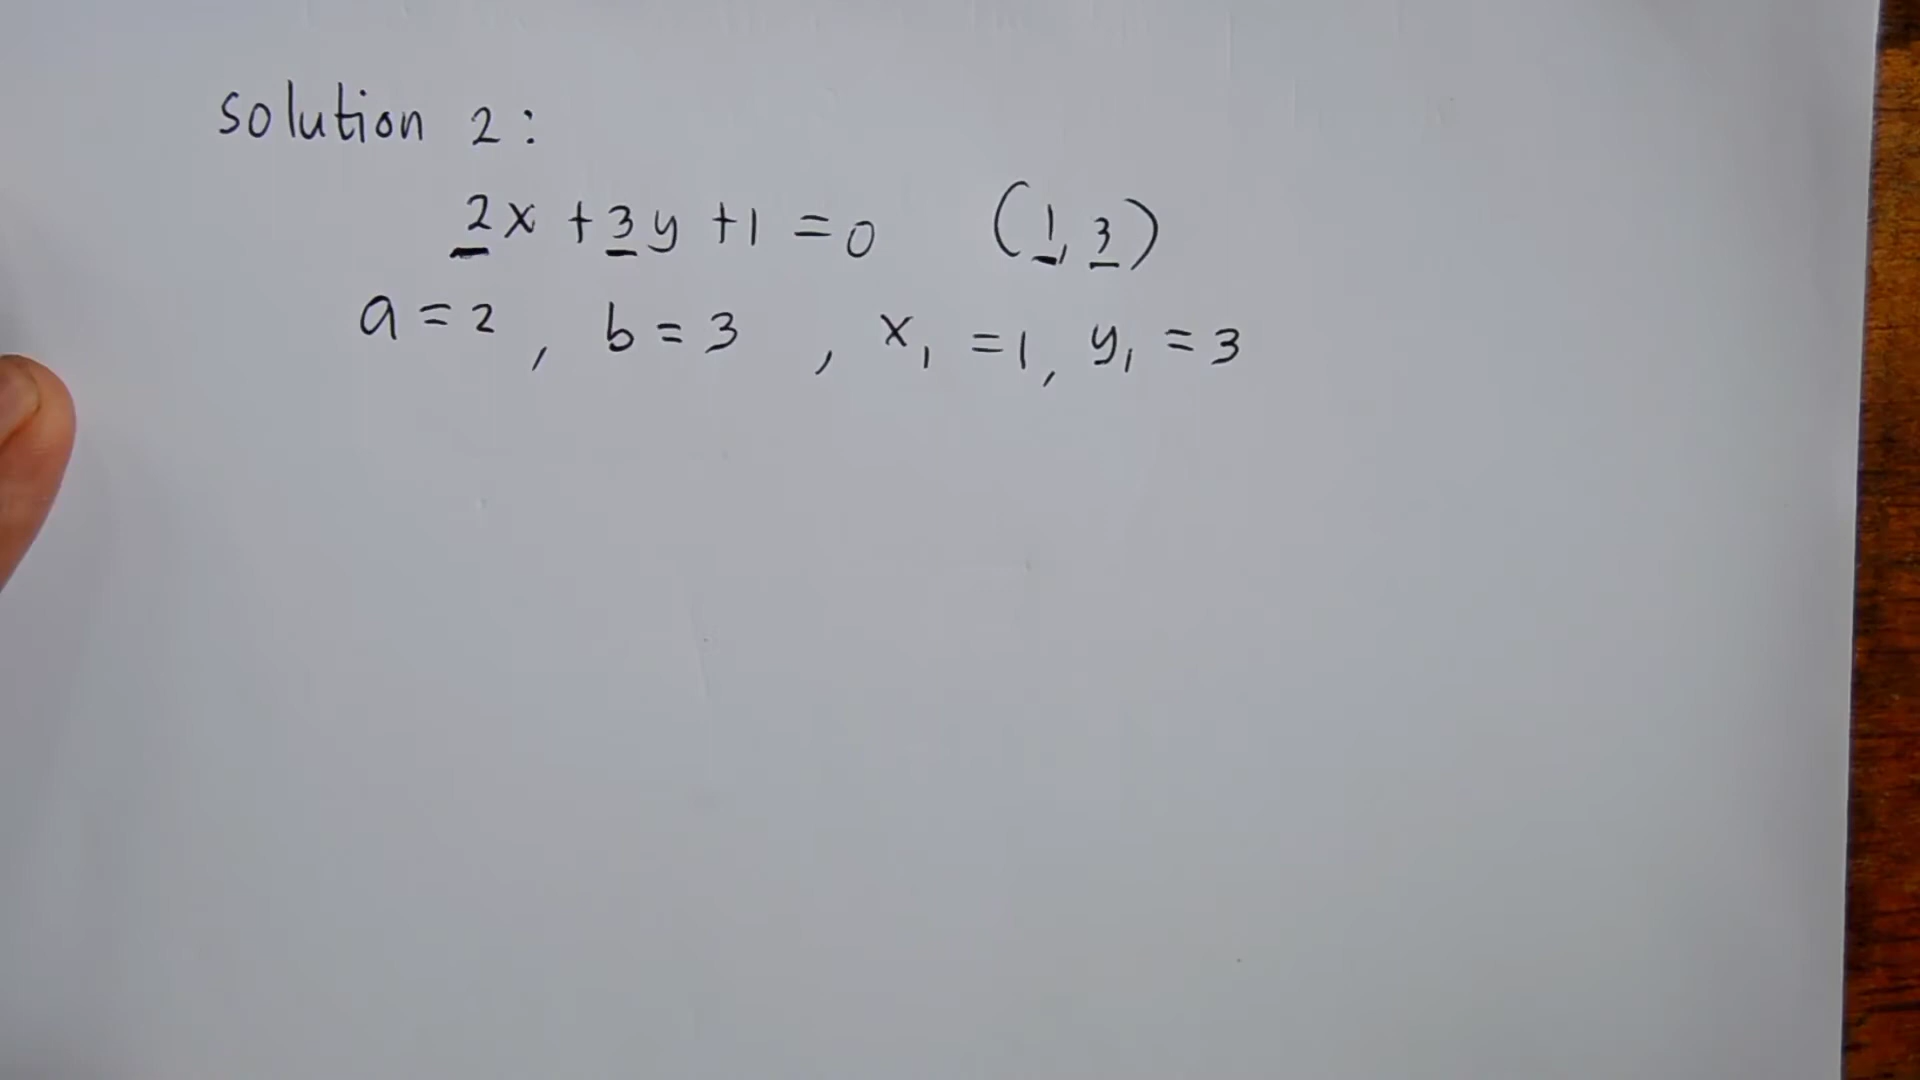 solution 2:
2x + 3y + 1 = 0 (1, 3)
a = 2, b = 3, x₁ = 1, y₁ = 3